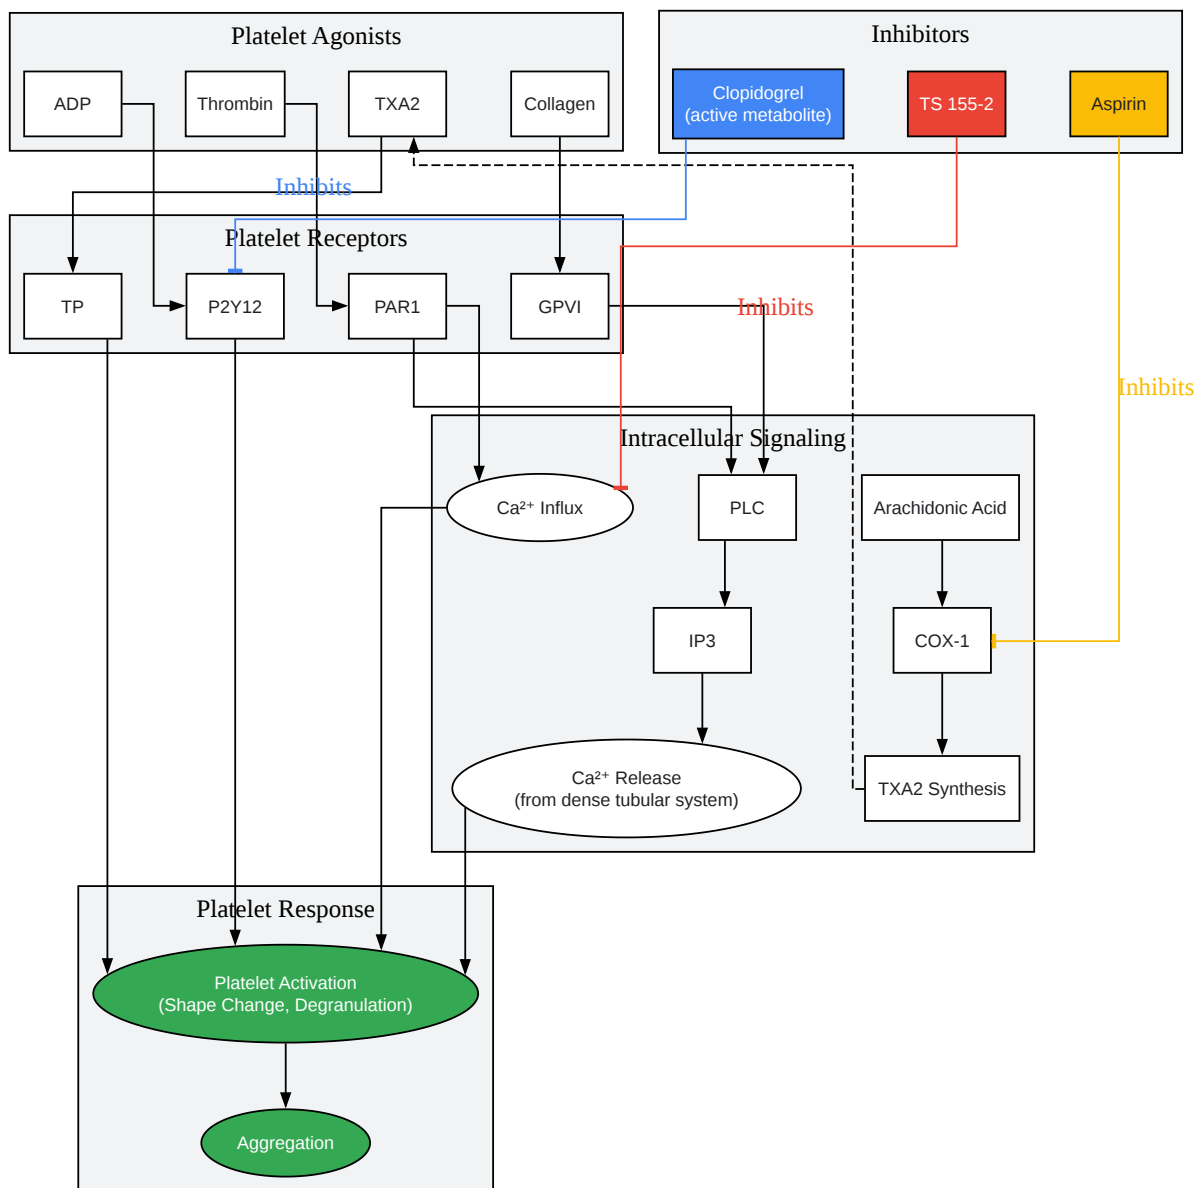 Platelet Agonists
Inhibitors
ADP
Thrombin
TXA2
Collagen
Clopidogrel
(active metabolite)
TS 155-2
Aspirin
Inhibits
Platelet Receptors
TP
P2Y12
PAR1
GPVI
Inhibits
Inhibits
Intracellular Signaling
Ca²⁺ Influx
PLC
Arachidonic Acid
IP3
COX-1
Ca²⁺ Release
(from dense tubular system)
TXA2 Synthesis
Platelet Response
Platelet Activation
(Shape Change, Degranulation)
Aggregation